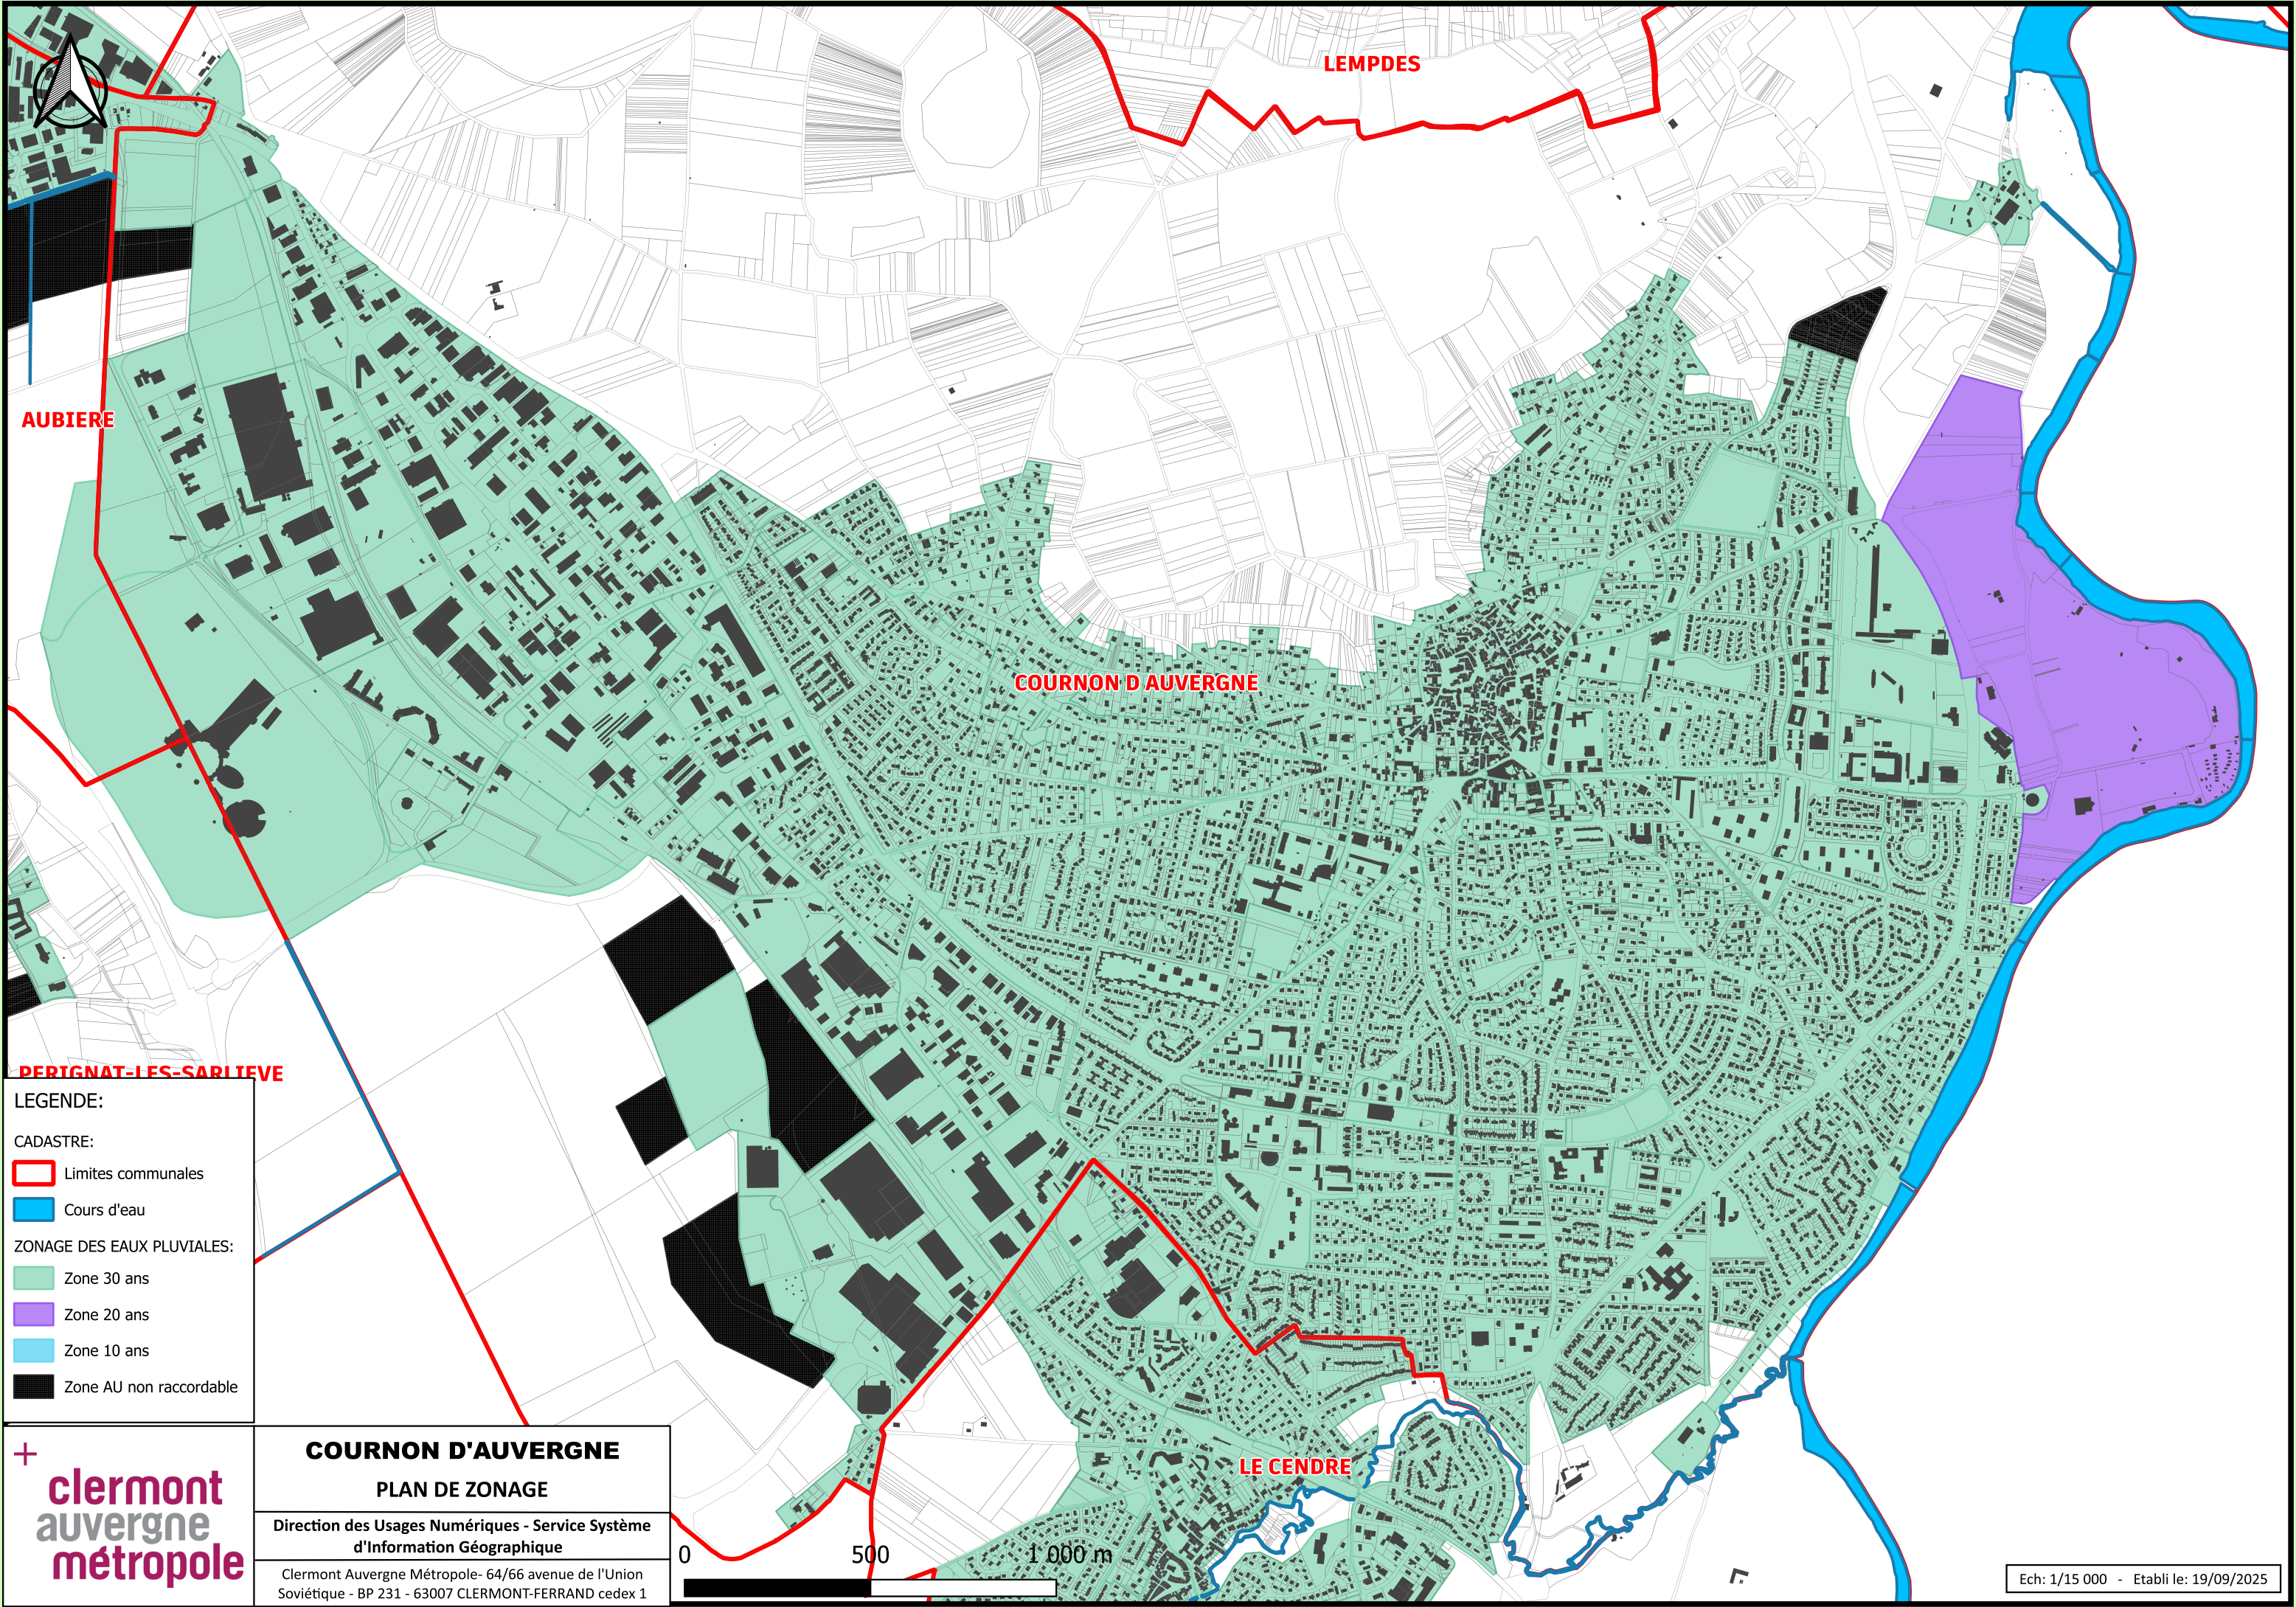 LEMPDES
AUBIERE
COURNON D AUVERGNE
PERIGNAT-LES-SARLIEVE
LE CENDRE
LEGENDE:
CADASTRE:
Limites communales
Cours d'eau
ZONAGE DES EAUX PLUVIALES:
Zone 30 ans
Zone 20 ans
Zone 10 ans
Zone AU non raccordable
clermont
auvergne
métropole
COURNON D'AUVERGNE
PLAN DE ZONAGE
Direction des Usages Numériques - Service Système
d'Information Géographique
Clermont Auvergne Métropole- 64/66 avenue de l'Union
Soviétique - BP 231 - 63007 CLERMONT-FERRAND cedex 1
0 500 1 000 m
Ech: 1/15 000 - Etabli le: 19/09/2025